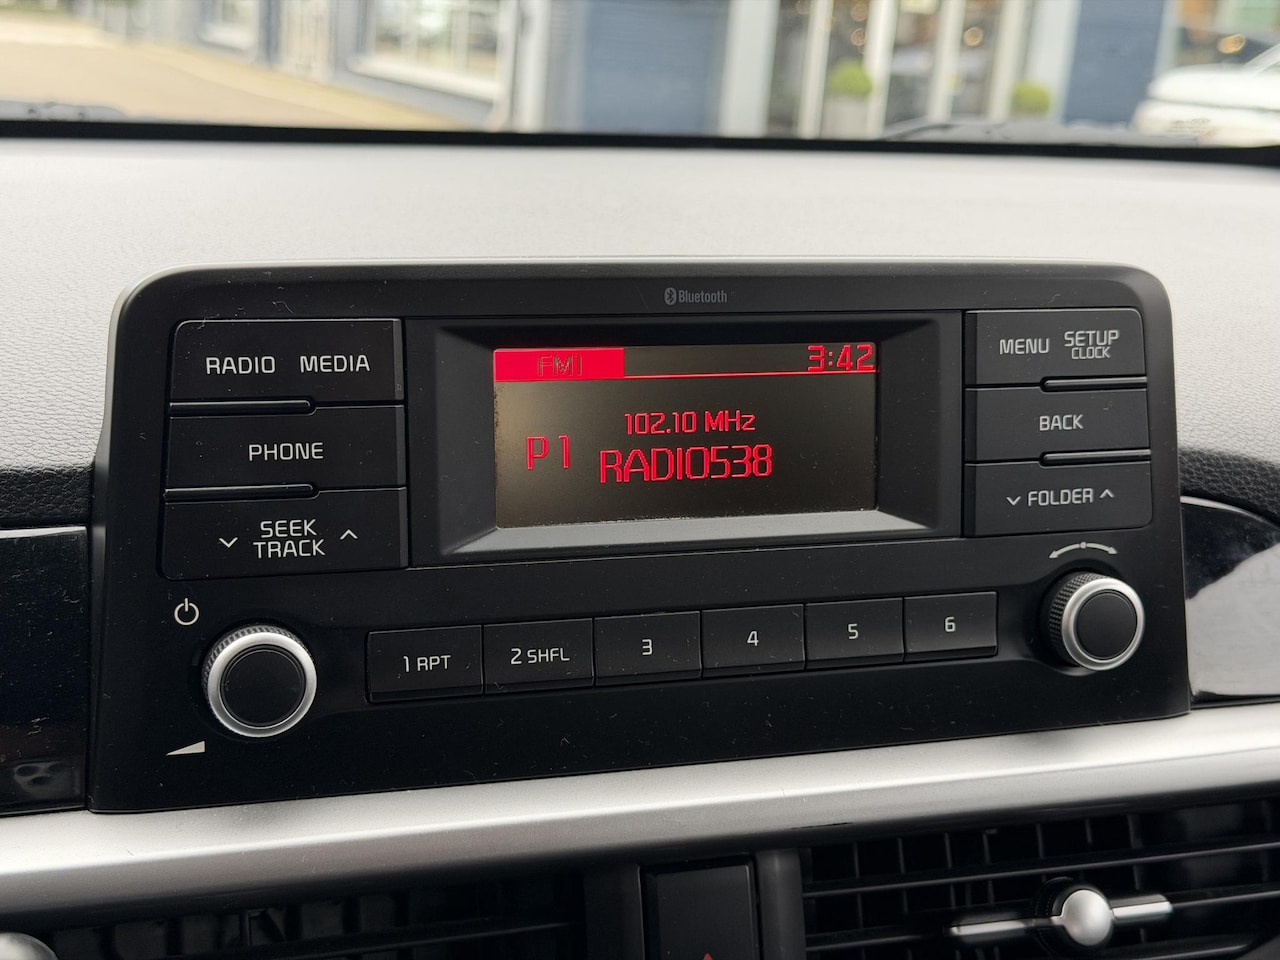 Bluetooth
RADIO MEDIA
PHONE
SEEK
TRACK
FM1 3:42
102.10 MHz
P1 RADIO538
MENU SETUP
CLOCK
BACK
FOLDER
1 RPT 2 SHFL 3 4 5 6